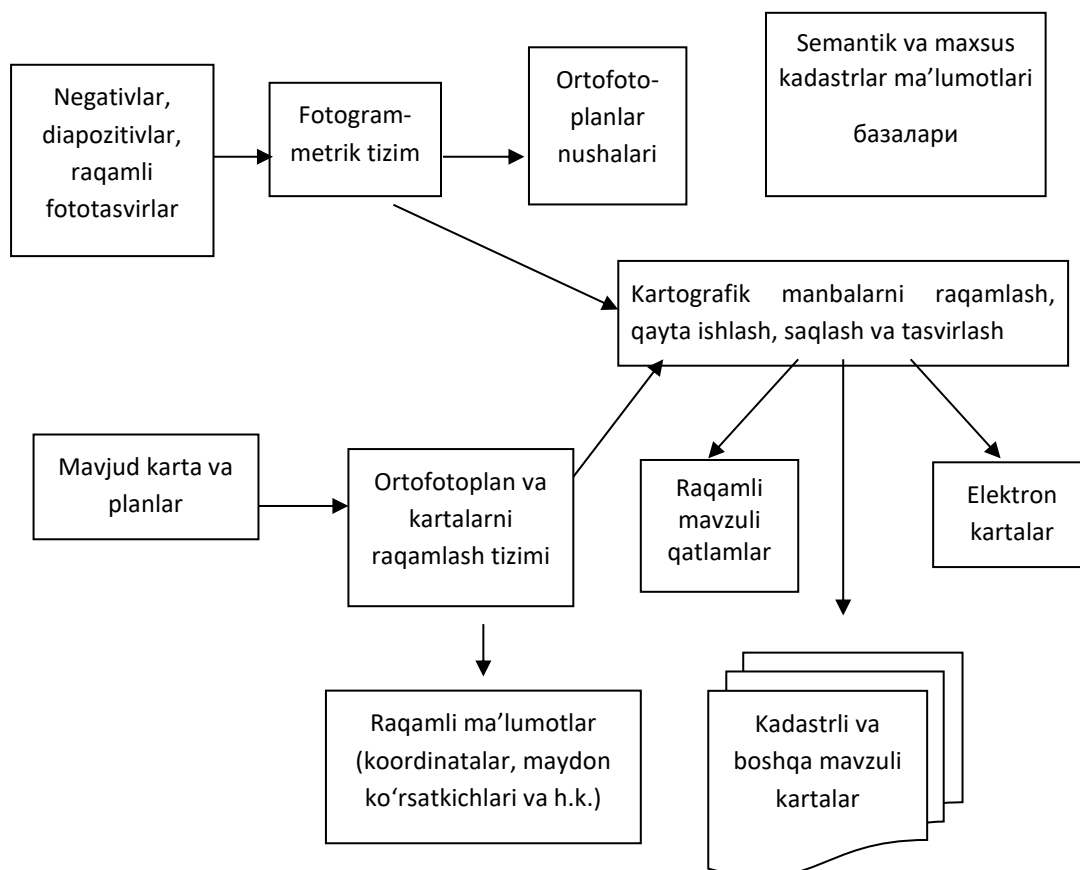 Negativlar,
diapozitivlar,
raqamli
fototasvirlar
Fotogram-
metrik tizim
Ortofoto-
planlar
nushalari
Semantik va maxsus
kadastrlar ma’lumotlari
базалари
Kartografik manbalarni raqamlash,
qayta ishlash, saqlash va tasvirlash
Mavjud karta va
planlar
Ortofotoplan va
kartalarni
raqamlash tizimi
Raqamli
mavzuli
qatlamlar
Elektron
kartalar
Raqamli ma’lumotlar
(koordinatalar, maydon
ko‘rsatkichlari va h.k.)
Kadastrli va
boshqa mavzuli
kartalar